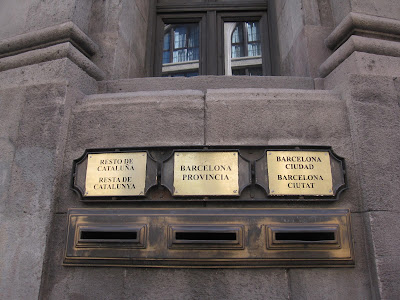 RESTO DE
CATALUÑA
RESTA DE
CATALUNYA
BARCELONA
PROVINCIA
BARCELONA
CIUDAD
BARCELONA
CIUTAT